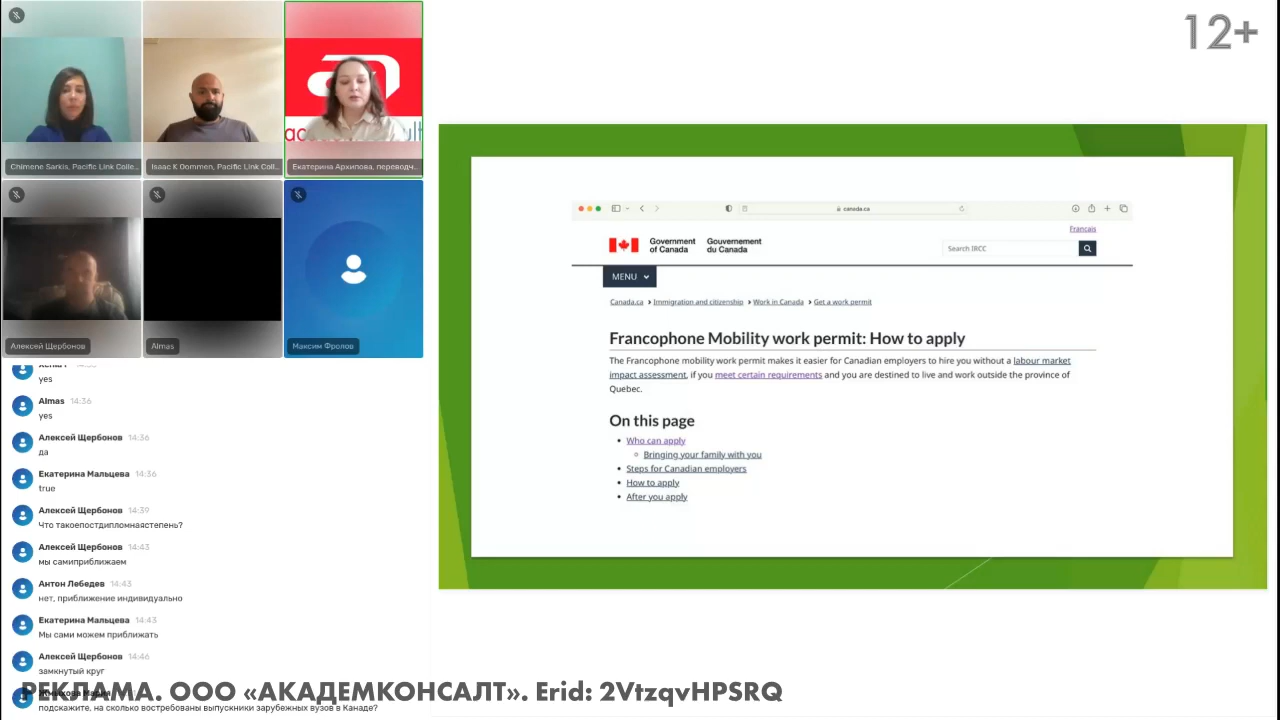 12+
Chimene Sarkis, Pacific Link Colle...
Isaac K Oommen, Pacific Link Coll...
Екатерина Архипова, переводч...
Алексей Щербонов
Almas
Максим Фролов
yes
Almas 14:36
yes
Алексей Щербонов 14:36
да
Екатерина Мальцева 14:36
true
Алексей Щербонов 14:39
Что такоепостдипломнаястепень?
Алексей Щербонов 14:43
мы самиприближаем
Антон Лебедев 14:43
нет, приближение индивидуально
Екатерина Мальцева 14:43
Мы сами можем приближать
Алексей Щербонов 14:46
замкнутый круг
Жмыхова Мария
подскажите, на сколько востребованы выпускники зарубежных вузов в Канаде?
РЕКЛАМА. ООО «АКАДЕМКОНСАЛТ». Erid: 2VtzqvHPSRQ
canada.ca
Français
Government of Canada
Gouvernement du Canada
Search IRCC
MENU
Canada.ca > Immigration and citizenship > Work in Canada > Get a work permit
Francophone Mobility work permit: How to apply
The Francophone mobility work permit makes it easier for Canadian employers to hire you without a labour market
impact assessment, if you meet certain requirements and you are destined to live and work outside the province of
Quebec.
On this page
Who can apply
Bringing your family with you
Steps for Canadian employers
How to apply
After you apply